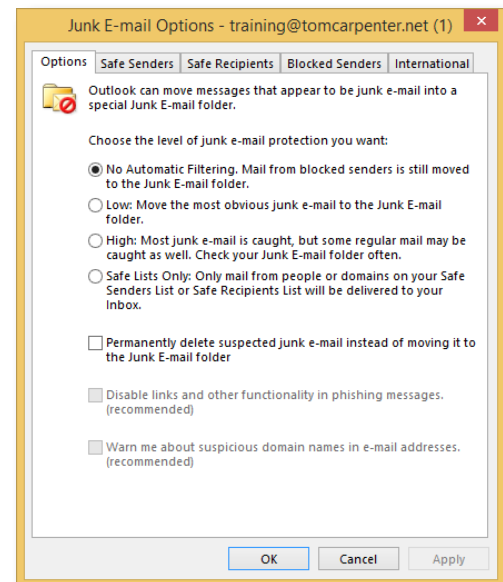 Junk E-mail Options - training@tomcarpenter.net (1)
Options Safe Senders Safe Recipients Blocked Senders International
Outlook can move messages that appear to be junk e-mail into a
special Junk E-mail folder.
Choose the level of junk e-mail protection you want:
No Automatic Filtering. Mail from blocked senders is still moved
to the Junk E-mail folder.
Low: Move the most obvious junk e-mail to the Junk E-mail
folder.
High: Most junk e-mail is caught, but some regular mail may be
caught as well. Check your Junk E-mail folder often.
Safe Lists Only: Only mail from people or domains on your Safe
Senders List or Safe Recipients List will be delivered to your
Inbox.
Permanently delete suspected junk e-mail instead of moving it to
the Junk E-mail folder
Disable links and other functionality in phishing messages.
(recommended)
Warn me about suspicious domain names in e-mail addresses.
(recommended)
OK Cancel Apply